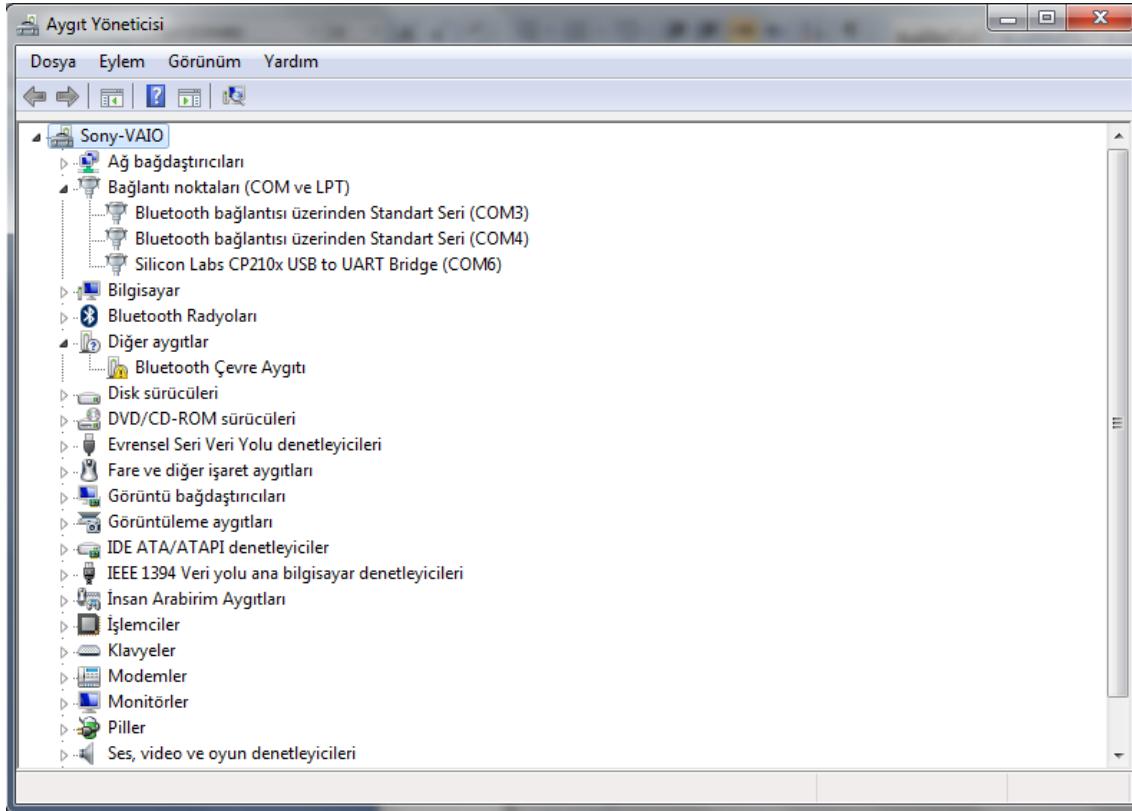 Aygıt Yöneticisi
Dosya Eylem Görünüm Yardım
Sony-VAIO
Ağ bağdaştırıcıları
Bağlantı noktaları (COM ve LPT)
Bluetooth bağlantısı üzerinden Standart Seri (COM3)
Bluetooth bağlantısı üzerinden Standart Seri (COM4)
Silicon Labs CP210x USB to UART Bridge (COM6)
Bilgisayar
Bluetooth Radyoları
Diğer aygıtlar
Bluetooth Çevre Aygıtı
Disk sürücüleri
DVD/CD-ROM sürücüleri
Evrensel Seri Veri Yolu denetleyicileri
Fare ve diğer işaret aygıtları
Görüntü bağdaştırıcıları
Görüntüleme aygıtları
IDE ATA/ATAPI denetleyiciler
IEEE 1394 Veri yolu ana bilgisayar denetleyicileri
İnsan Arabirim Aygıtları
İşlemciler
Klavyeler
Modemler
Monitörler
Piller
Ses, video ve oyun denetleyicileri